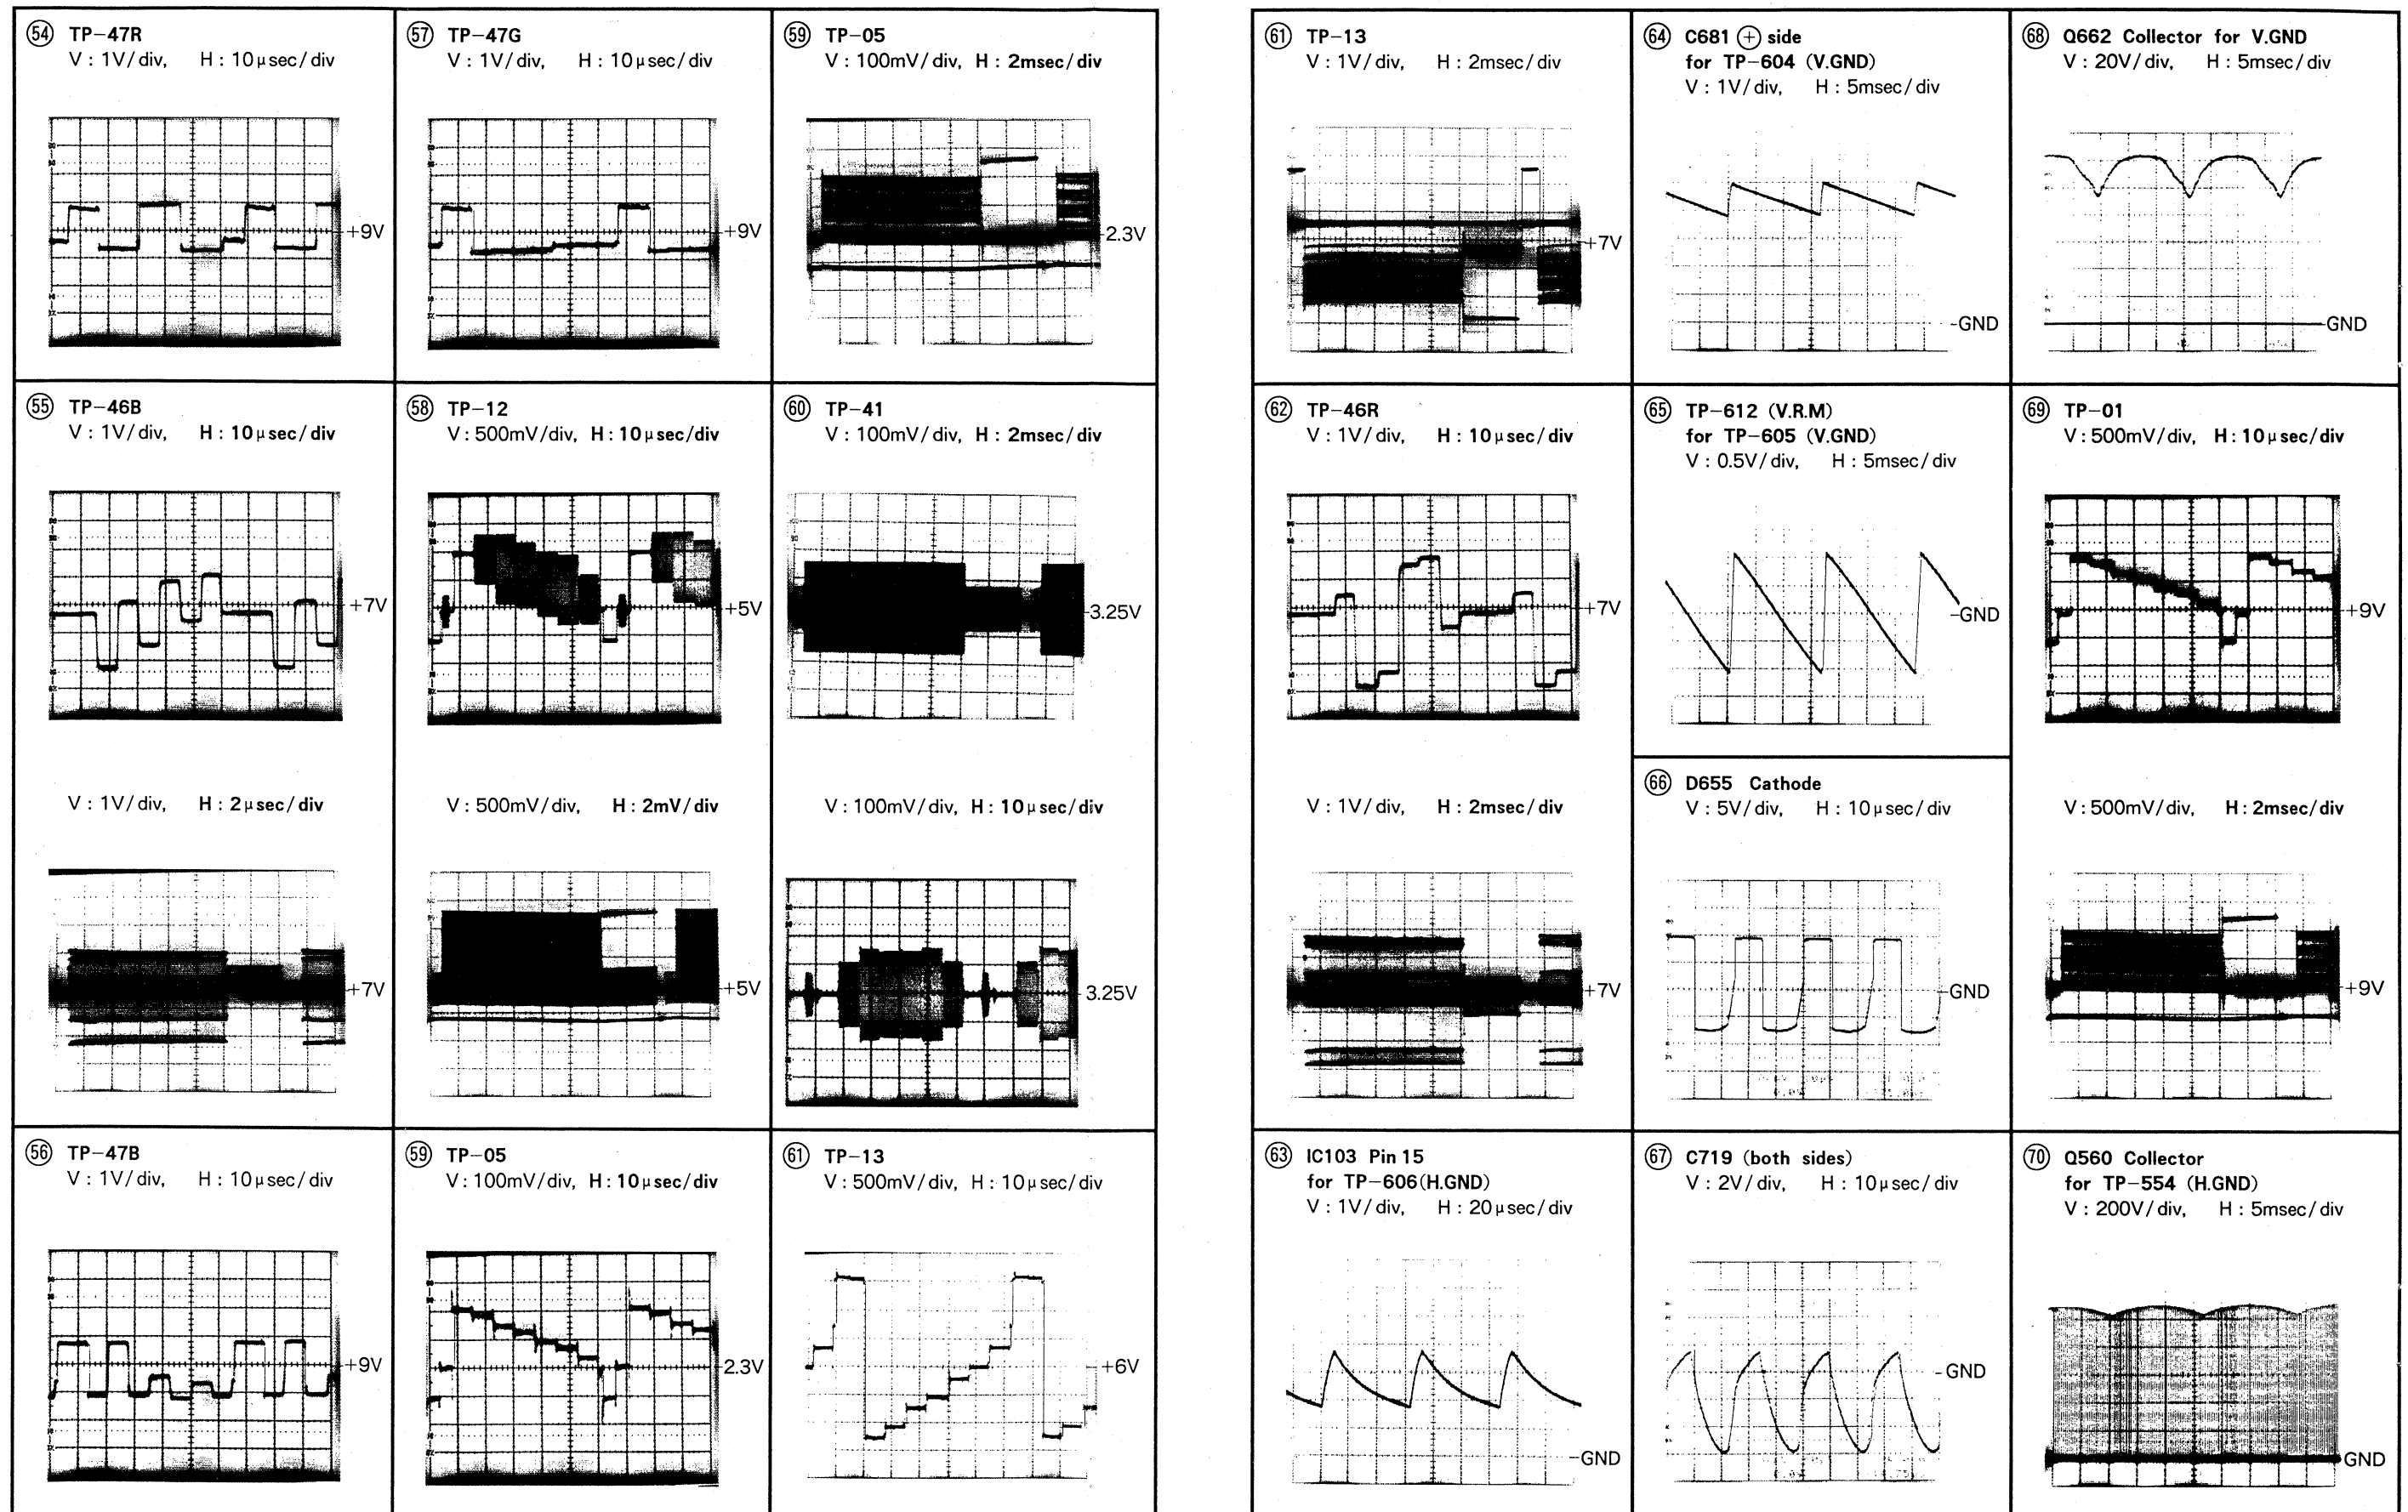 54 TP-47R
V : 1V/div, H : 10μsec/div
+9V
57 TP-47G
V : 1V/div, H : 10μsec/div
+9V
59 TP-05
V : 100mV/div, H : 2msec/div
2.3V
55 TP-46B
V : 1V/div, H : 10μsec/div
+7V
V : 1V/div, H : 2μsec/div
+7V
58 TP-12
V : 500mV/div, H : 10μsec/div
+5V
V : 500mV/div, H : 2mV/div
+5V
60 TP-41
V : 100mV/div, H : 2msec/div
3.25V
V : 100mV/div, H : 10μsec/div
3.25V
56 TP-47B
V : 1V/div, H : 10μsec/div
+9V
59 TP-05
V : 100mV/div, H : 10μsec/div
2.3V
61 TP-13
V : 500mV/div, H : 10μsec/div
+6V
61 TP-13
V : 1V/div, H : 2msec/div
+7V
64 C681 ⊕ side
for TP-604 (V.GND)
V : 1V/div, H : 5msec/div
GND
68 Q662 Collector for V.GND
V : 20V/div, H : 5msec/div
GND
62 TP-46R
V : 1V/div, H : 10μsec/div
+7V
V : 1V/div, H : 2msec/div
+7V
65 TP-612 (V.R.M)
for TP-605 (V.GND)
V : 0.5V/div, H : 5msec/div
GND
66 D655 Cathode
V : 5V/div, H : 10μsec/div
GND
69 TP-01
V : 500mV/div, H : 10μsec/div
+9V
V : 500mV/div, H : 2msec/div
+9V
63 IC103 Pin 15
for TP-606(H.GND)
V : 1V/div, H : 20μsec/div
GND
67 C719 (both sides)
V : 2V/div, H : 10μsec/div
GND
70 Q560 Collector
for TP-554 (H.GND)
V : 200V/div, H : 5msec/div
GND